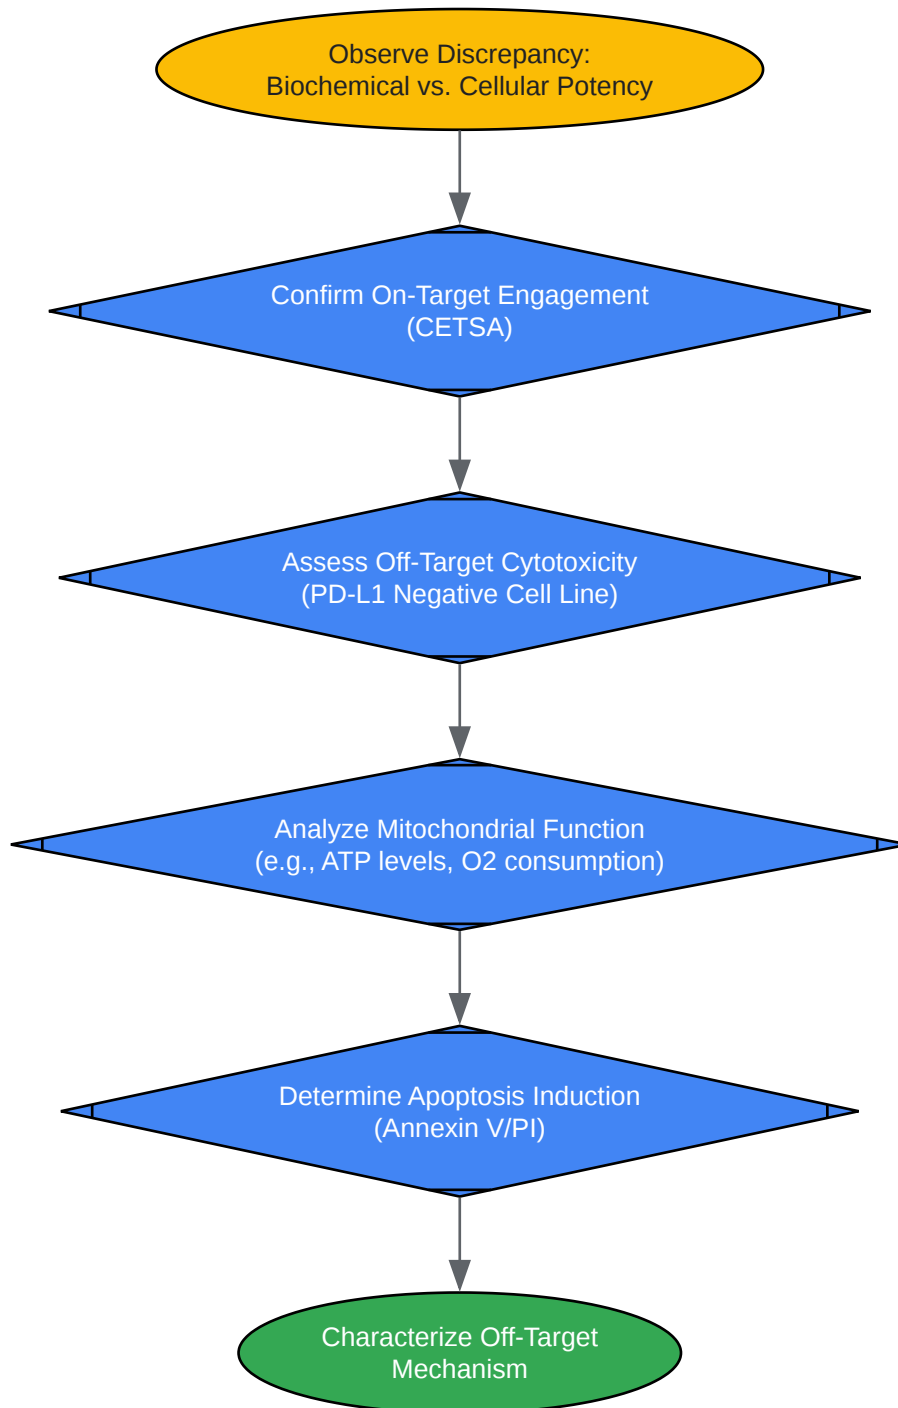 Observe Discrepancy:
Biochemical vs. Cellular Potency
Confirm On-Target Engagement
(CETSA)
Assess Off-Target Cytotoxicity
(PD-L1 Negative Cell Line)
Analyze Mitochondrial Function
(e.g., ATP levels, O2 consumption)
Determine Apoptosis Induction
(Annexin V/PI)
Characterize Off-Target
Mechanism